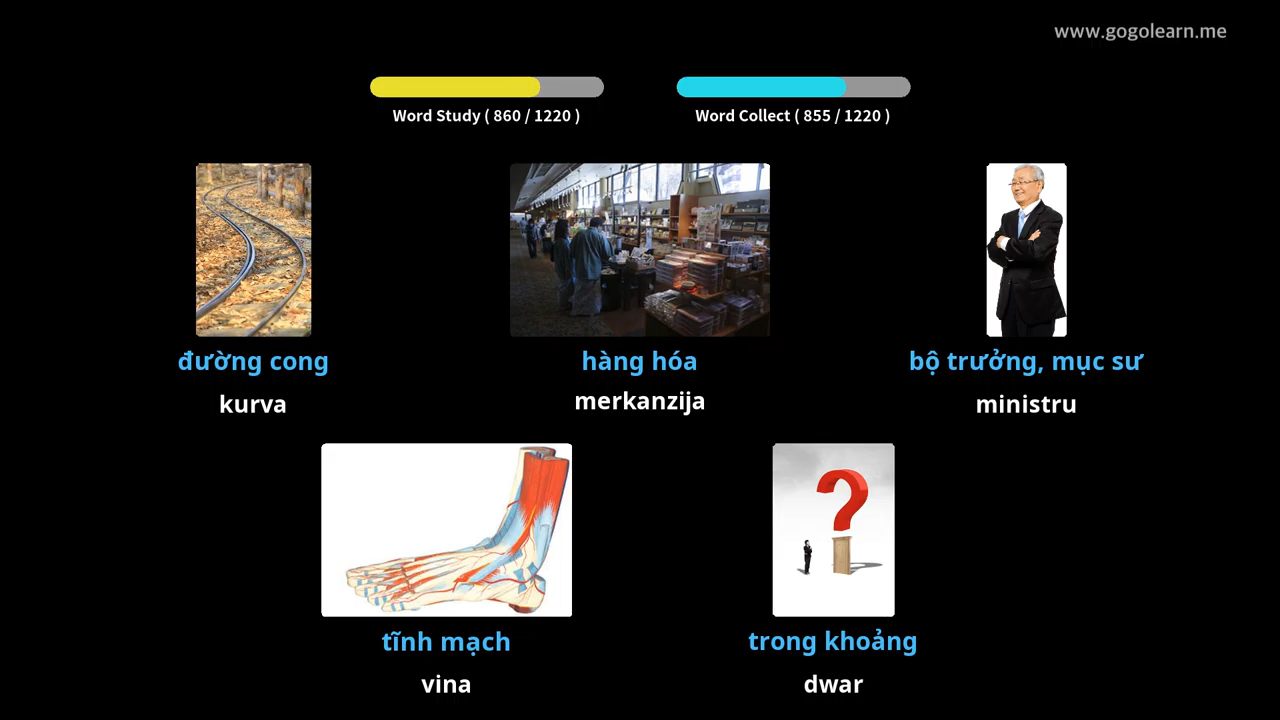 www.gogolearn.me
Word Study ( 860 / 1220 )
Word Collect ( 855 / 1220 )
đường cong
kurva
hàng hóa
merkanzija
bộ trưởng, mục sư
ministru
tĩnh mạch
vina
trong khoảng
dwar